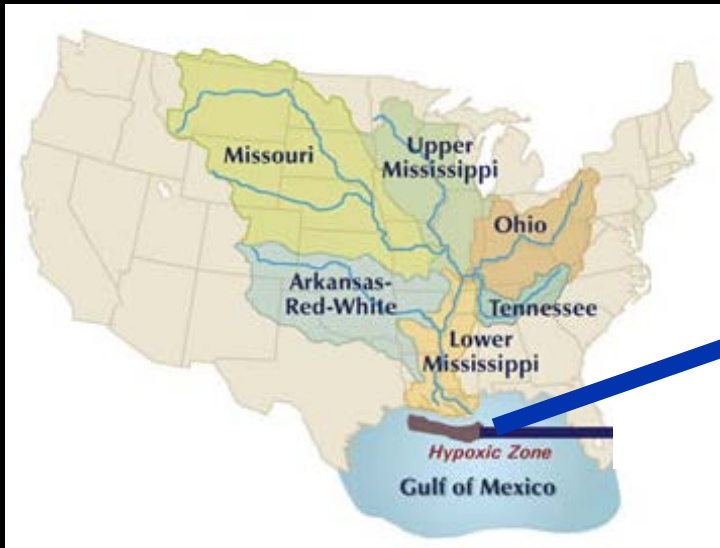 Missouri
Upper
Mississippi
Ohio
Arkansas-
Red-White
Tennessee
Lower
Mississippi
Hypoxic Zone
Gulf of Mexico